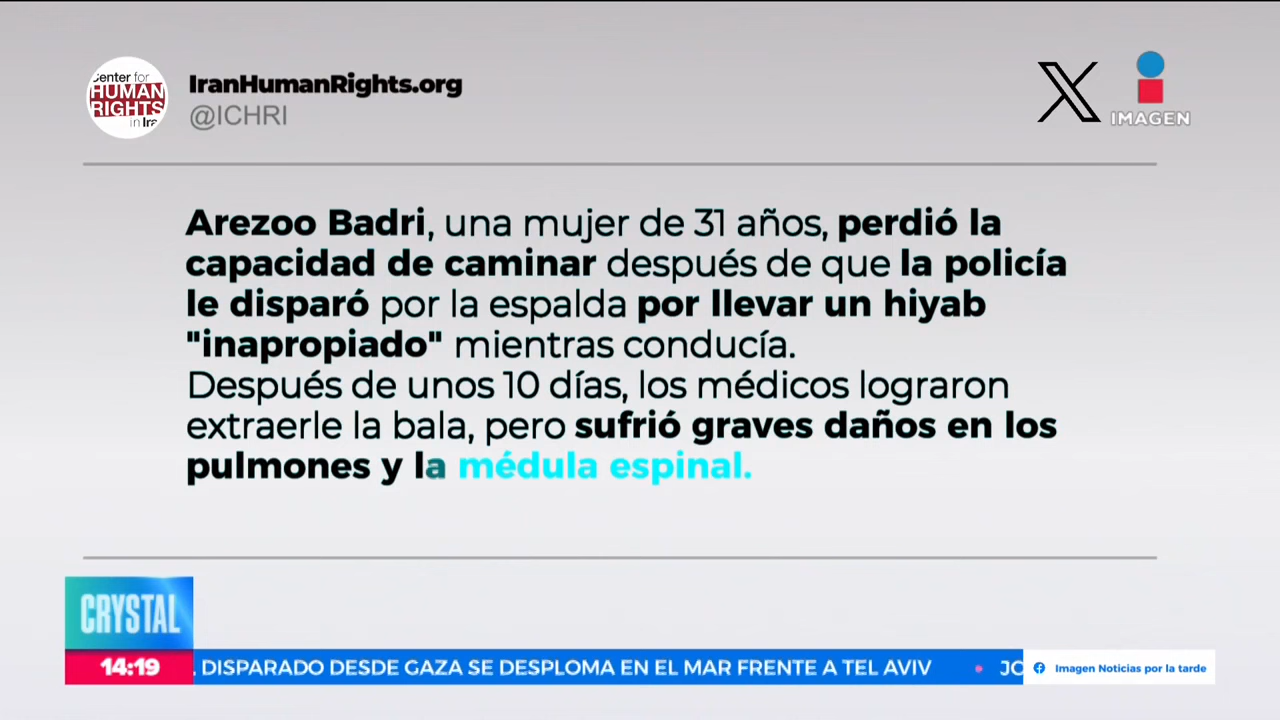 Center for
HUMAN
RIGHTS
in Iran
IranHumanRights.org
@ICHRI
X
IMAGEN
Arezoo Badri, una mujer de 31 años, perdió la
capacidad de caminar después de que la policía
le disparó por la espalda por llevar un hiyab
"inapropiado" mientras conducía.
Después de unos 10 días, los médicos lograron
extraerle la bala, pero sufrió graves daños en los
pulmones y la médula espinal.
CRYSTAL
14:19
. DISPARADO DESDE GAZA SE DESPLOMA EN EL MAR FRENTE A TEL AVIV • JO
Imagen Noticias por la tarde